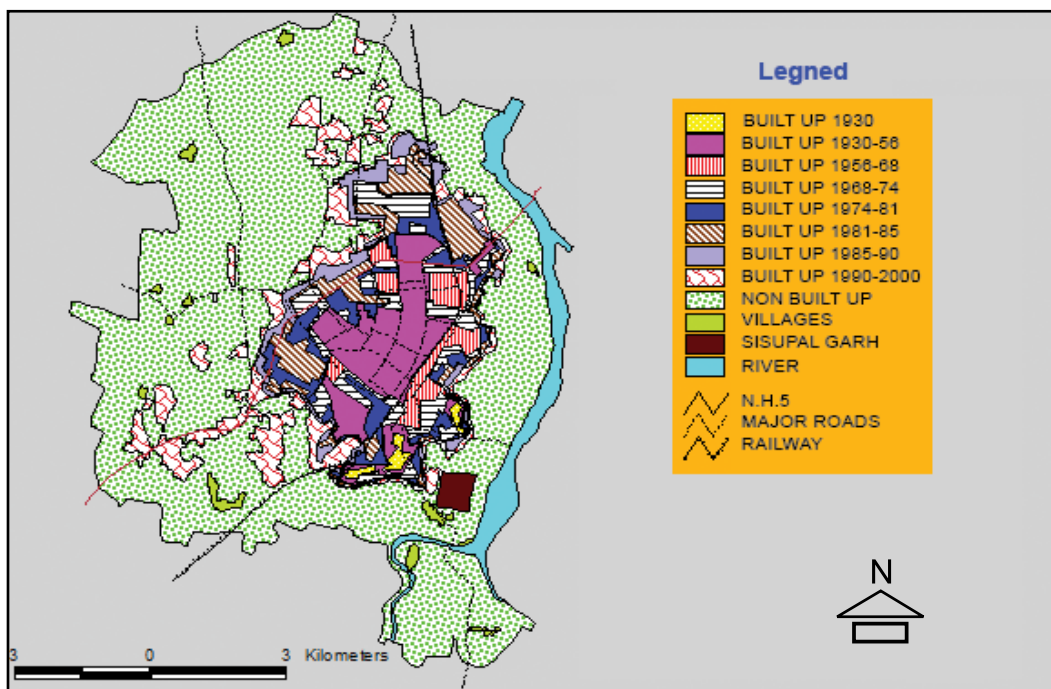 Legned
BUILT UP 1930
BUILT UP 1930-56
BUILT UP 1956-68
BUILT UP 1968-74
BUILT UP 1974-81
BUILT UP 1981-85
BUILT UP 1985-90
BUILT UP 1990-2000
NON BUILT UP
VILLAGES
SISUPAL GARH
RIVER
N.H.5
MAJOR ROADS
RAILWAY
N
3 0 3 Kilometers